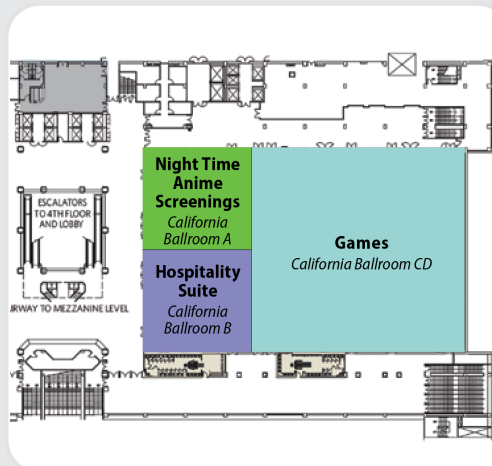 Night Time
Anime
Screenings
California
Ballroom A
Hospitality
Suite
California
Ballroom B
Games
California Ballroom CD
ESCALATORS
TO 4TH FLOOR
AND LOBBY
IRWAY TO MEZZANINE LEVEL